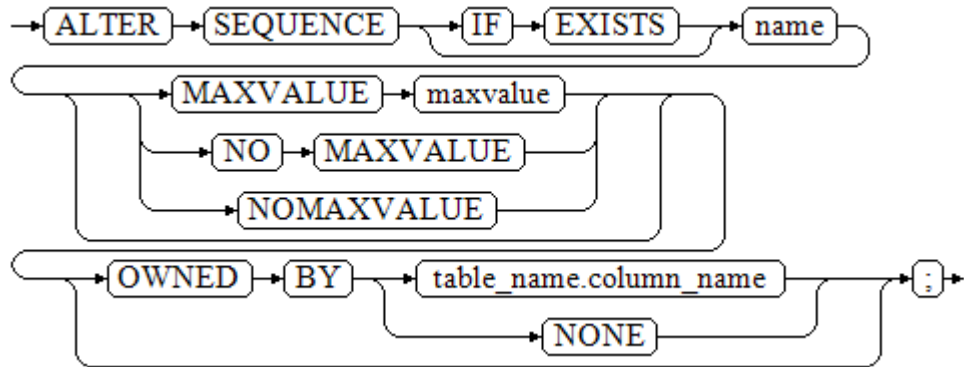 ALTER SEQUENCE IF EXISTS name
MAXVALUE maxvalue
NO MAXVALUE
NOMAXVALUE
OWNED BY table_name.column_name ;
NONE